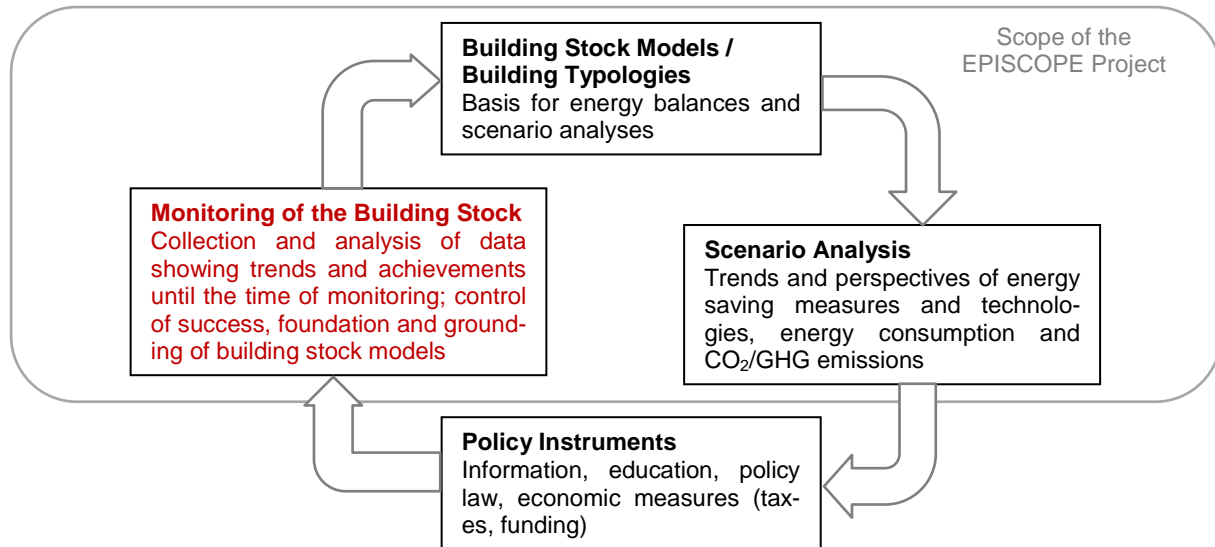 Building Stock Models /
Building Typologies
Basis for energy balances and
scenario analyses
Scope of the
EPISCOPE Project
Monitoring of the Building Stock
Collection and analysis of data
showing trends and achievements
until the time of monitoring; control
of success, foundation and ground-
ing of building stock models
Scenario Analysis
Trends and perspectives of energy
saving measures and technolo-
gies, energy consumption and
CO₂/GHG emissions
Policy Instruments
Information, education, policy
law, economic measures (tax-
es, funding)